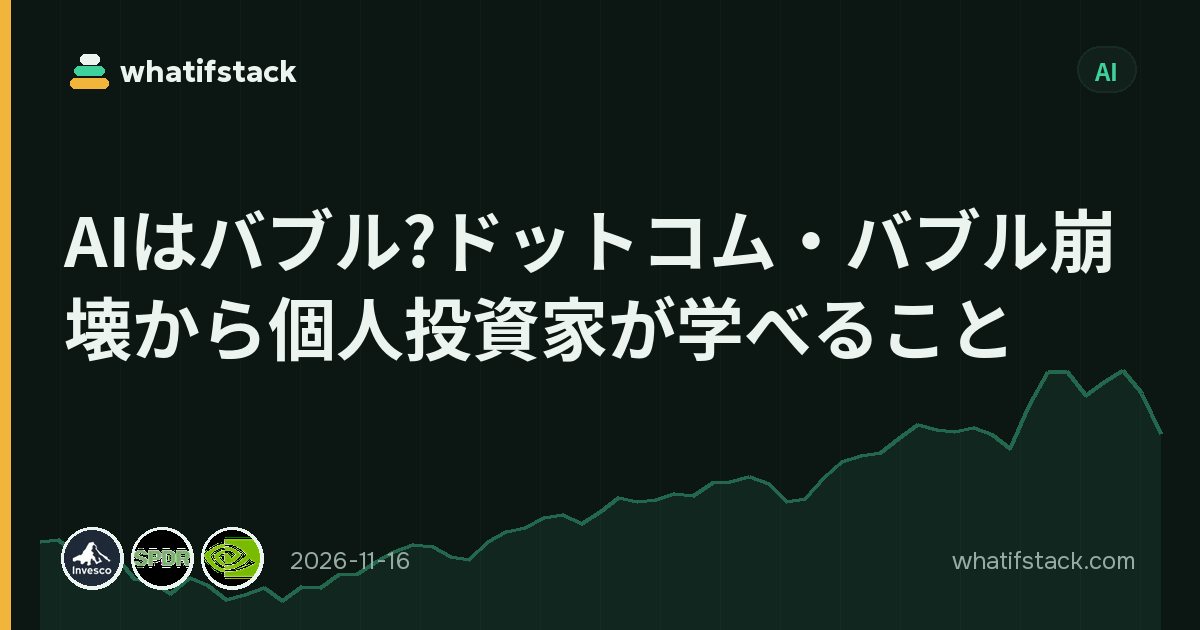 whatifstack
AI
AIはバブル?ドットコム・バブル崩
壊から個人投資家が学べること
Invesco
SPDR
2026-11-16
whatifstack.com